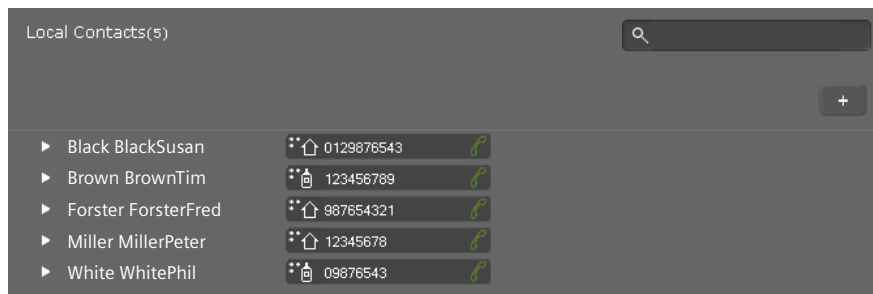 Local Contacts(5)
+
Black BlackSusan 0129876543
Brown BrownTim 123456789
Forster ForsterFred 987654321
Miller MillerPeter 12345678
White WhitePhil 09876543